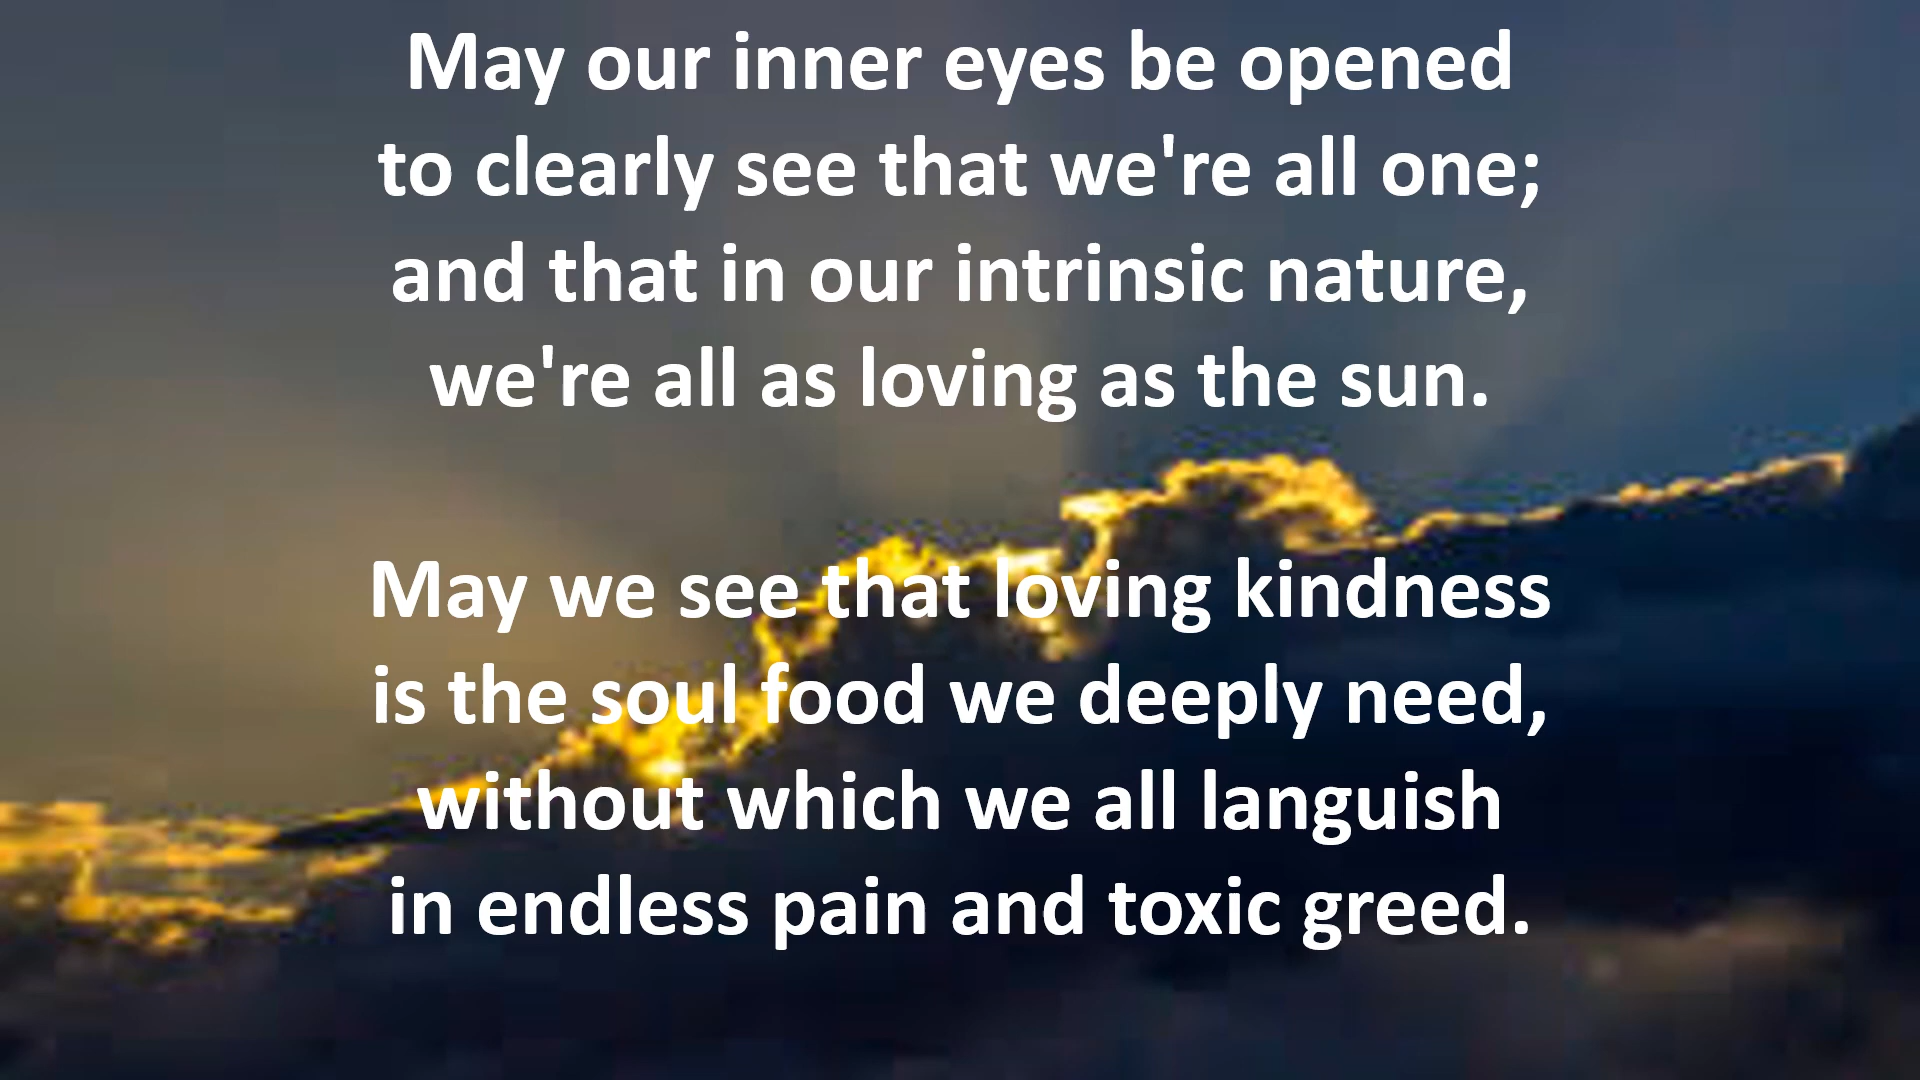 May our inner eyes be opened
to clearly see that we're all one;
and that in our intrinsic nature,
we're all as loving as the sun.
May we see that loving kindness
is the soul food we deeply need,
without which we all languish
in endless pain and toxic greed.